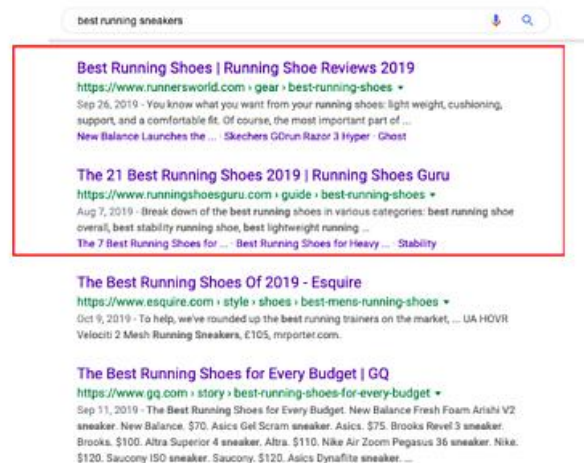 best running sneakers
Best Running Shoes | Running Shoe Reviews 2019
https://www.runnersworld.com › gear › best-running-shoes
Sep 26, 2019 - You know what you want from your running shoes: light weight, cushioning,
support, and a comfortable fit. Of course, the most important part of ...
New Balance Launches the ... · Skechers GOrun Razor 3 Hyper · Ghost
The 21 Best Running Shoes 2019 | Running Shoes Guru
https://www.runningshoesguru.com › guide › best-running-shoes
Aug 7, 2019 - Break down of the best running shoes in various categories: best running shoe
overall, best stability running shoe, best lightweight running ...
The 7 Best Running Shoes for ... · Best Running Shoes for Heavy ... · Stability
The Best Running Shoes Of 2019 - Esquire
https://www.esquire.com › style › shoes › best-mens-running-shoes
Oct 9, 2019 - To help, we've rounded up the best running trainers on the market, ... UA HOVR
Velociti 2 Mesh Running Sneakers, £105, mrporter.com.
The Best Running Shoes for Every Budget | GQ
https://www.gq.com › story › best-running-shoes-for-every-budget
Sep 11, 2019 - The Best Running Shoes for Every Budget. New Balance Fresh Foam Arishi V2
sneaker. New Balance. $70. Asics Gel Scram sneaker. Asics. $75. Brooks Revel 3 sneaker.
Brooks. $100. Altra Superior 4 sneaker. Altra. $110. Nike Air Zoom Pegasus 36 sneaker. Nike.
$120. Saucony ISO sneaker. Saucony. $120. Asics Dynaflite sneaker. ...